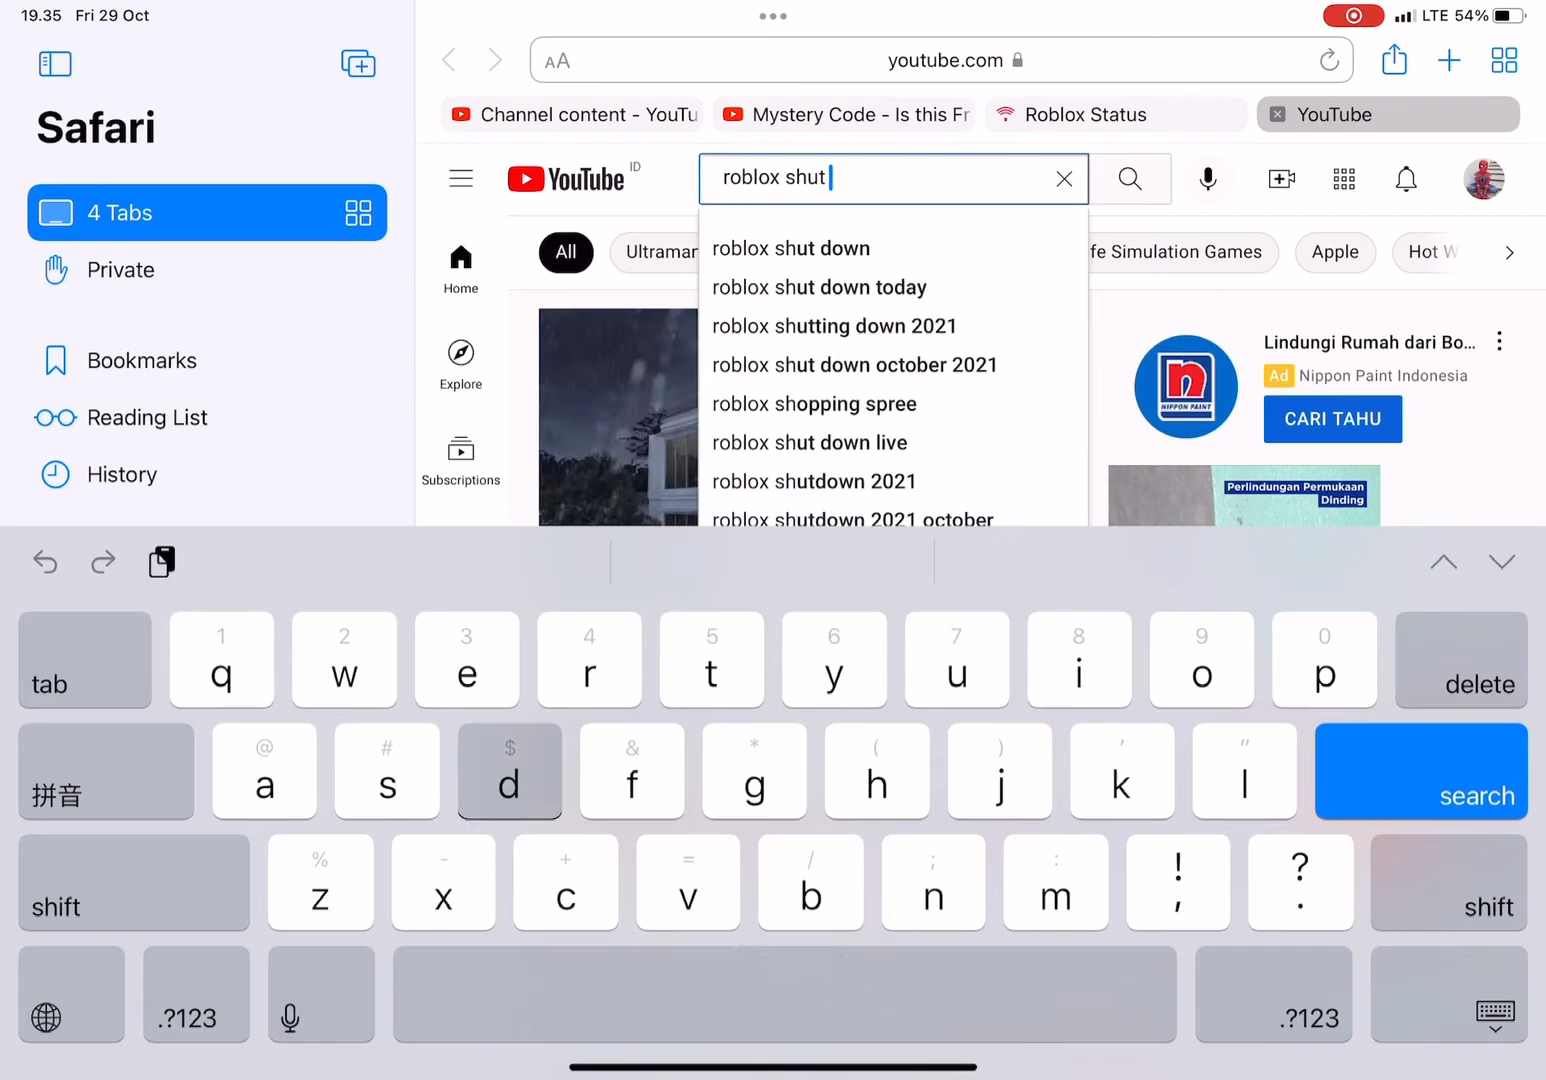 19.35 Fri 29 Oct
LTE 54%
Safari
4 Tabs
Private
Bookmarks
Reading List
History
AA
youtube.com
Channel content - YouTu
Mystery Code - Is this Fr
Roblox Status
YouTube
YouTube ID
roblox shut
All
Ultraman
fe Simulation Games
Apple
Hot W
Home
Explore
Subscriptions
roblox shut down
roblox shut down today
roblox shutting down 2021
roblox shut down october 2021
roblox shopping spree
roblox shut down live
roblox shutdown 2021
roblox shutdown 2021 october
n
NIPPON PAINT
Lindungi Rumah dari Bo...
Ad Nippon Paint Indonesia
CARI TAHU
Perlindungan Permukaan
Dinding
1 2 3 4 5 6 7 8 9 0
tab q w e r t y u i o p delete
@ # $ & * ( ) ' "
拼音 a s d f g h j k l search
% - + = / ; : ! ?
shift z x c v b n m , . shift
.?123 .?123